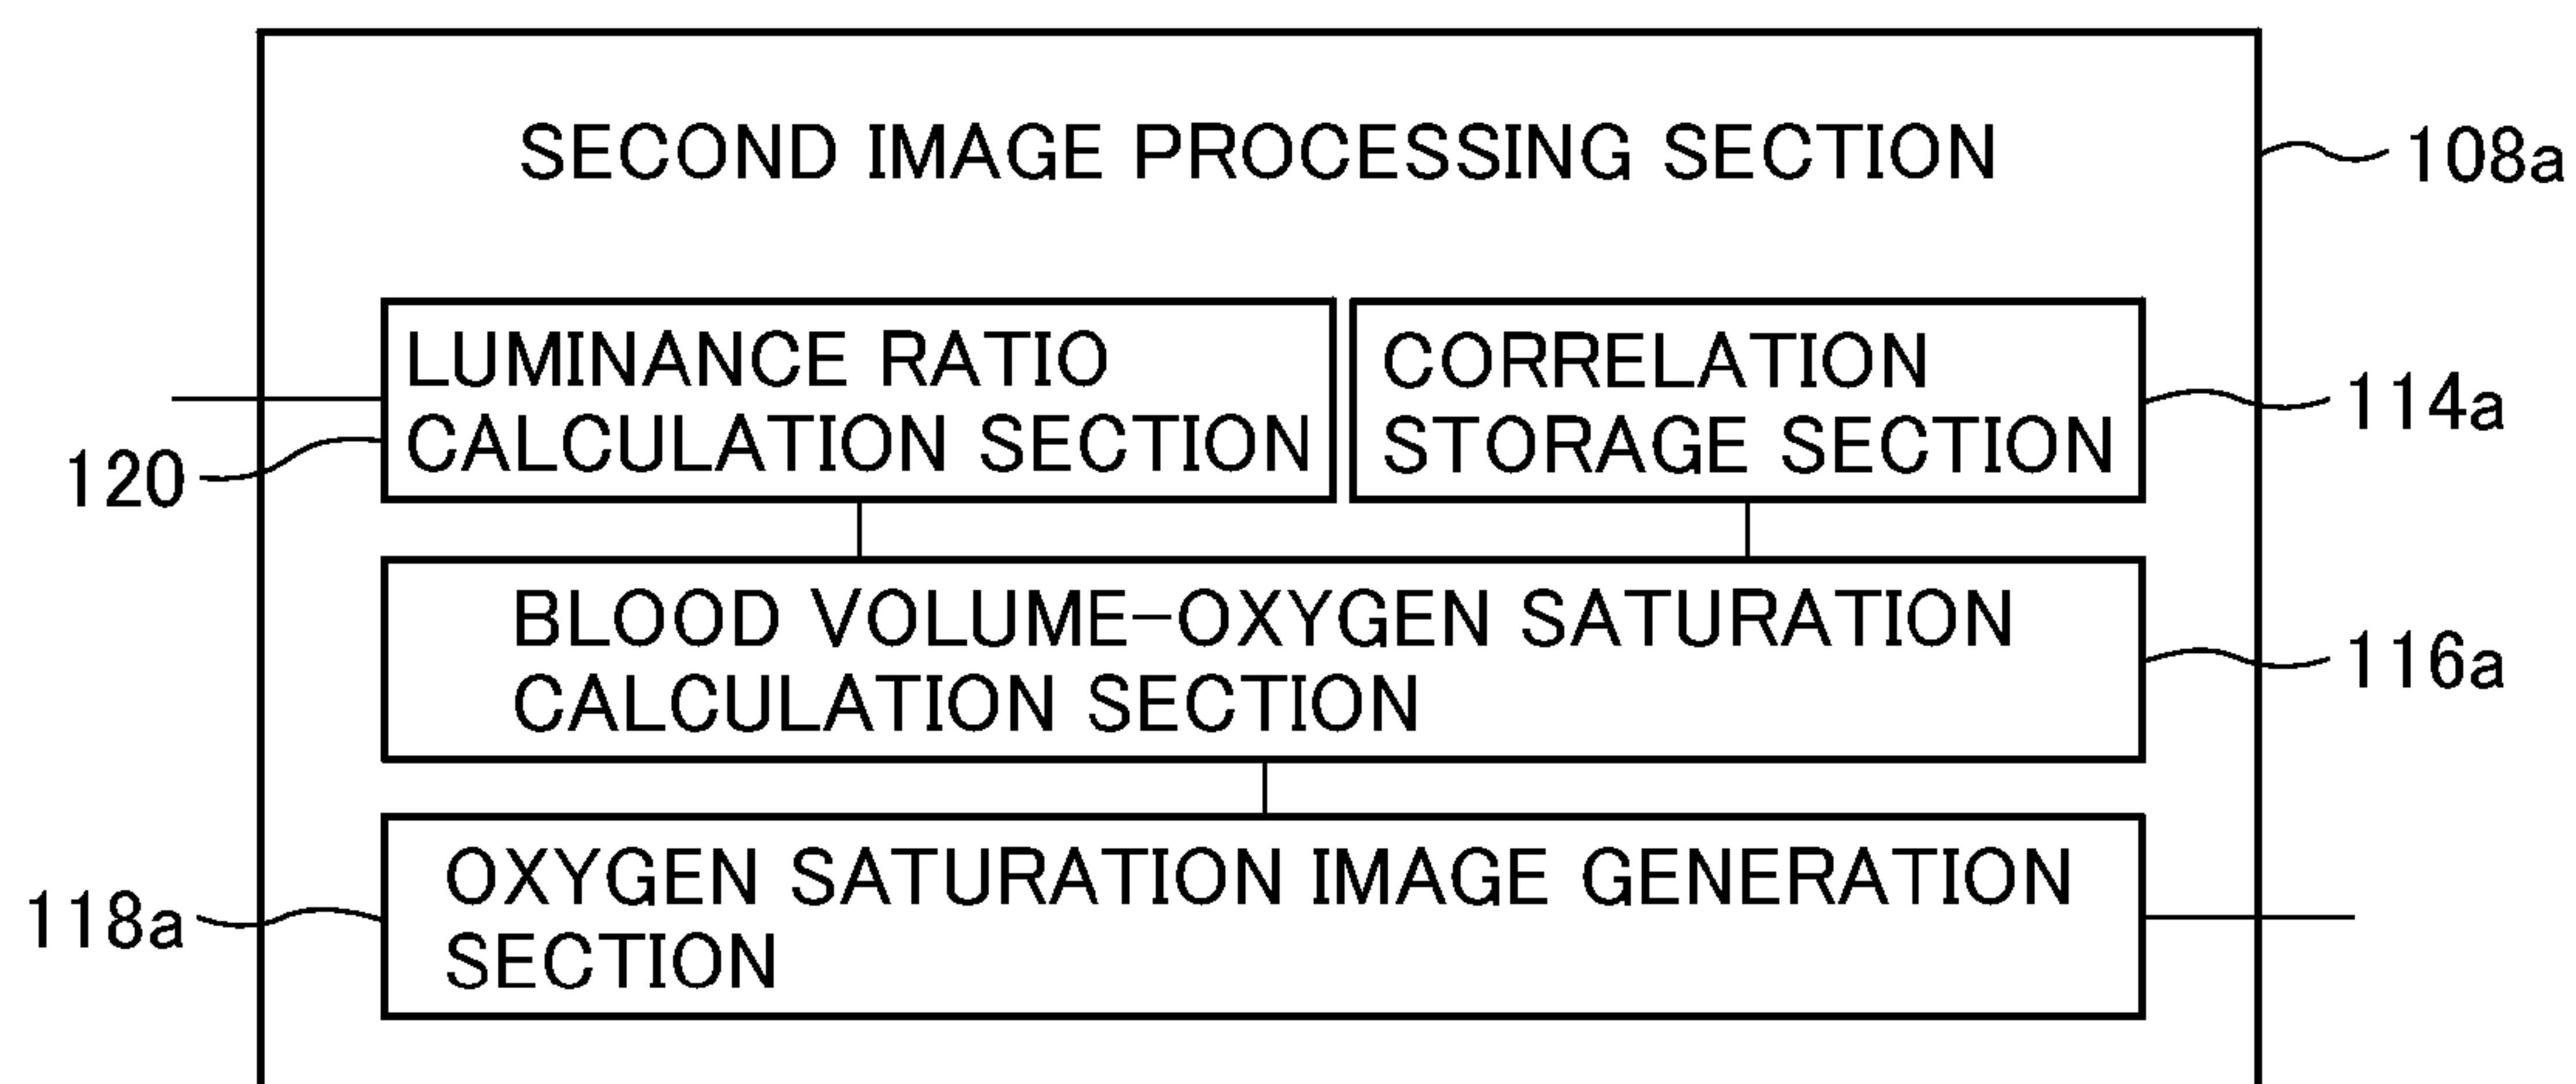 SECOND IMAGE PROCESSING SECTION
108a
LUMINANCE RATIO
CALCULATION SECTION
120
CORRELATION
STORAGE SECTION
114a
BLOOD VOLUME-OXYGEN SATURATION
CALCULATION SECTION
116a
OXYGEN SATURATION IMAGE GENERATION
SECTION
118a